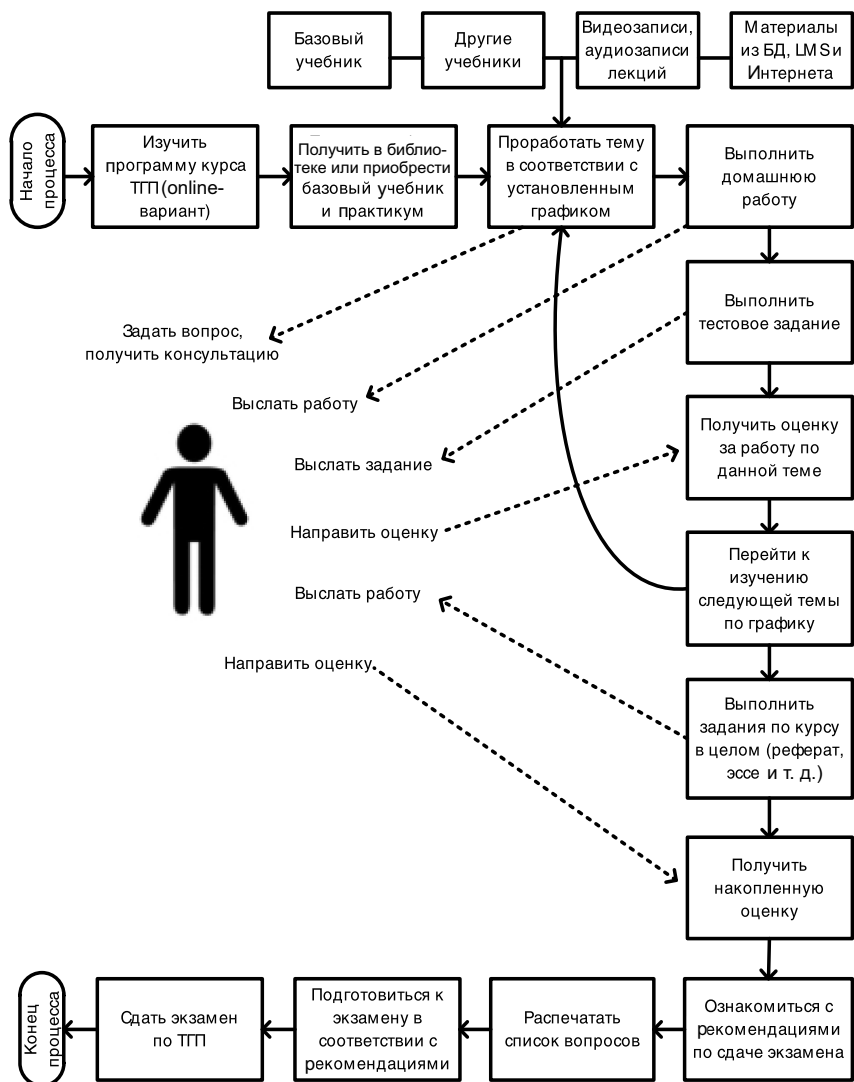 Базовый
учебник
Другие
учебники
Видеозаписи,
аудиозаписи
лекций
Материалы
из БД, LMS и
Интернета
Начало
процесса
Изучить
программу курса
ТГП (online-
вариант)
Получить в библио-
теке или приобрести
базовый учебник
и практикум
Проработать тему
в соответствии с
установленным
графиком
Выполнить
домашнюю
работу
Выполнить
тестовое задание
Задать вопрос,
получить консультацию
Выслать работу
Получить оценку
за работу по
данной теме
Выслать задание
Направить оценку
Перейти к
изучению
следующей темы
по графику
Выслать работу
Направить оценку
Выполнить
задания по курсу
в целом (реферат,
эссе и т. д.)
Получить
накопленную
оценку
Ознакомиться с
рекомендациями
по сдаче экзамена
Распечатать
список вопросов
Подготовиться к
экзамену в
соответствии с
рекомендациями
Сдать экзамен
по ТГП
Конец
процесса